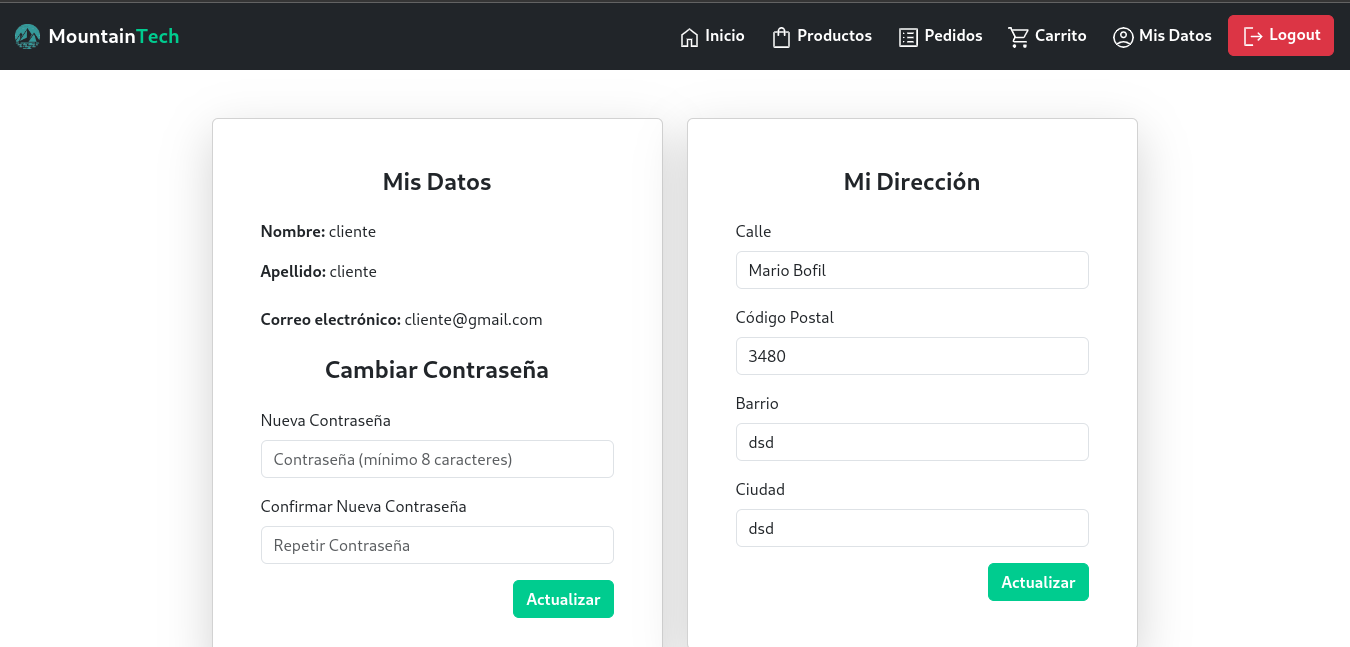 MountainTech
Inicio
Productos
Pedidos
Carrito
Mis Datos
Logout
Mis Datos
Nombre: cliente
Apellido: cliente
Correo electrónico: cliente@gmail.com
Cambiar Contraseña
Nueva Contraseña
Contraseña (mínimo 8 caracteres)
Confirmar Nueva Contraseña
Repetir Contraseña
Actualizar
Mi Dirección
Calle
Mario Bofil
Código Postal
3480
Barrio
dsd
Ciudad
dsd
Actualizar